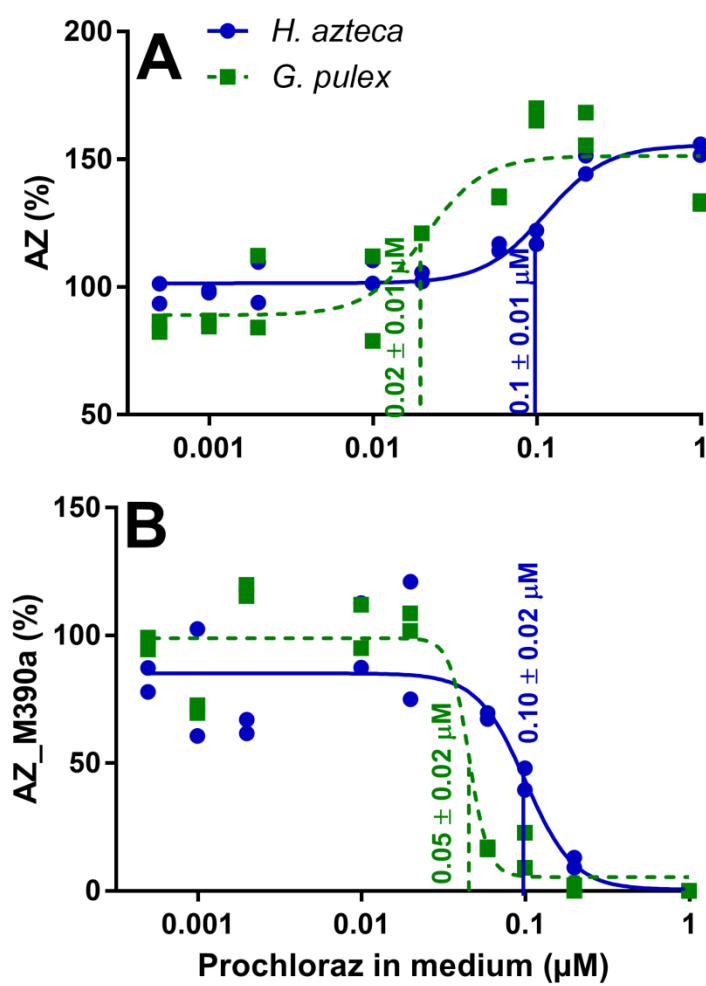 A
H. azteca
G. pulex
200
150
100
50
AZ (%)
0.02 ± 0.01 µM
0.1 ± 0.01 µM
0.001
0.01
0.1
1
B
150
100
50
0
AZ_M390a (%)
0.05 ± 0.02 µM
0.10 ± 0.02 µM
0.001
0.01
0.1
1
Prochloraz in medium (µM)